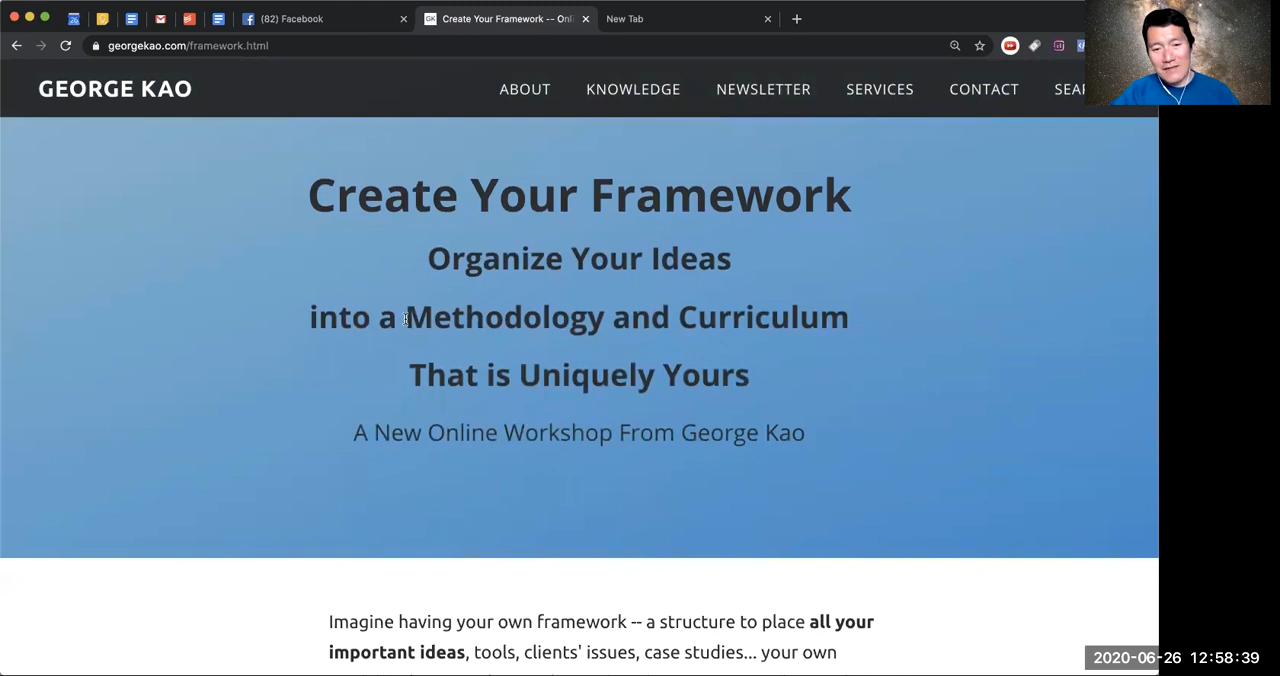 (82) Facebook
Create Your Framework -- Onl
New Tab
georgekao.com/framework.html
GEORGE KAO
ABOUT
KNOWLEDGE
NEWSLETTER
SERVICES
CONTACT
SEAR
Create Your Framework
Organize Your Ideas
into a Methodology and Curriculum
That is Uniquely Yours
A New Online Workshop From George Kao
Imagine having your own framework -- a structure to place all your
important ideas, tools, clients' issues, case studies... your own
2020-06-26 12:58:39